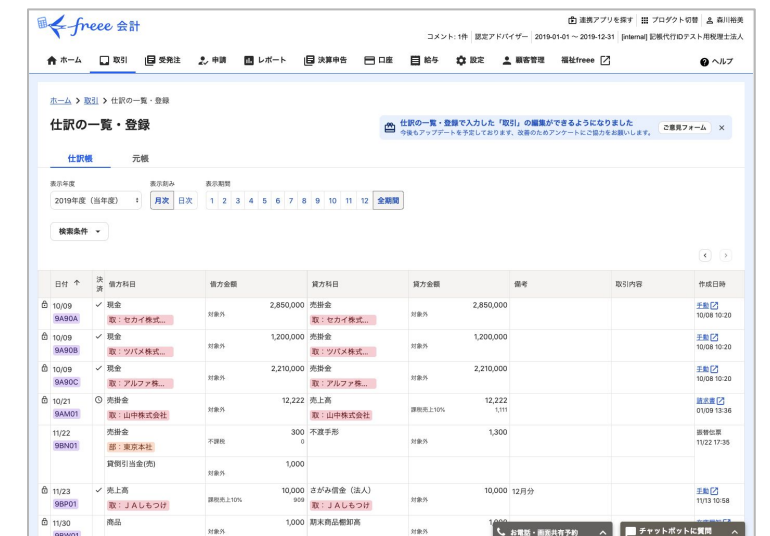 freee 会計
連携アプリを探す プロダクト切替 森川裕美
コメント: 1件 認定アドバイザー 2019-01-01 ～ 2019-12-31 [internal] 記帳代行IDテスト用税理士法人
ホーム 取引 受発注 申請 レポート 決算申告 口座 給与 設定 顧客管理 福祉freee ヘルプ
ホーム > 取引 > 仕訳の一覧・登録
仕訳の一覧・登録
仕訳の一覧・登録で入力した「取引」の編集ができるようになりました
今後もアップデートを予定しております、改善のためアンケートにご協力をお願いします。
ご意見フォーム ×
仕訳帳 元帳
表示年度 表示刻み 表示期間
2019年度（当年度） 月次 日次 1 2 3 4 5 6 7 8 9 10 11 12 全期間
検索条件
日付 ↑ 決済 借方科目 借方金額 貸方科目 貸方金額 備考 取引内容 作成日時
10/09 現金 2,850,000 売掛金 2,850,000 手動
9A90A 取：セカイ株式... 対象外 取：セカイ株式... 対象外 10/08 10:20
10/09 現金 1,200,000 売掛金 1,200,000 手動
9A90B 取：ツバメ株式... 対象外 取：ツバメ株式... 対象外 10/08 10:20
10/09 現金 2,210,000 売掛金 2,210,000 手動
9A90C 取：アルファ株... 対象外 取：アルファ株... 対象外 10/08 10:20
10/21 売掛金 12,222 売上高 12,222 請求書
9AM01 取：山中株式会社 対象外 取：山中株式会社 課税売上10% 1,111 01/09 13:36
11/22 売掛金 300 不渡手形 1,300 振替伝票
9BN01 部：東京本社 不課税 0 対象外 11/22 17:35
貸倒引当金(売) 1,000
対象外
11/23 売上高 10,000 さがみ信金（法人） 10,000 12月分 手動
9BP01 取：ＪＡしもつけ 課税売上10% 909 取：ＪＡしもつけ 対象外 11/13 10:58
11/30 商品 1,000 期末商品棚卸高
対象外 対象外
お電話・画面共有予約 チャットボットに質問